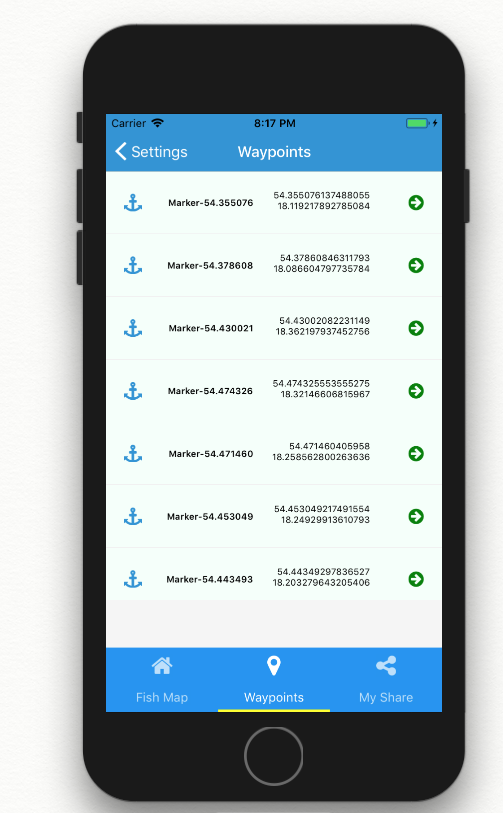 Carrier 8:17 PM
Settings Waypoints
Marker-54.355076 54.355076137488055
18.119217892785084
Marker-54.378608 54.37860846311793
18.086604797735784
Marker-54.430021 54.43002082231149
18.362197937452756
Marker-54.474326 54.474325553555275
18.32146606815967
Marker-54.471460 54.471460405958
18.258562800263636
Marker-54.453049 54.453049217491554
18.24929913610793
Marker-54.443493 54.44349297836527
18.203279643205406
Fish Map Waypoints My Share